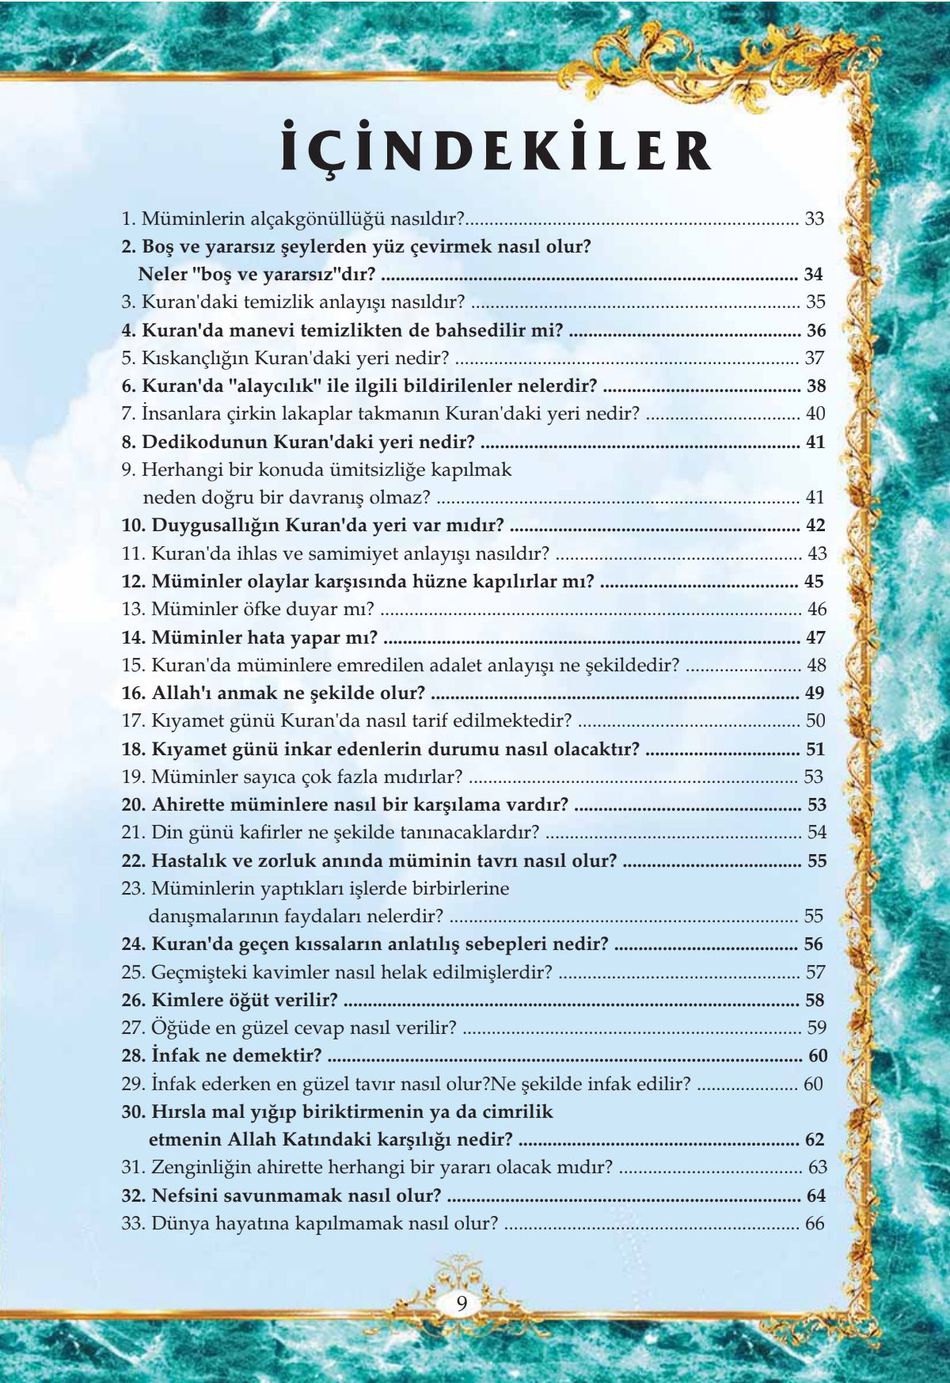 İÇİNDEKİLER
1. Müminlerin alçakgönüllüğü nasıldır?..................................................................... 33
2. Boş ve yararsız şeylerden yüz çevirmek nasıl olur?
Neler "boş ve yararsız"dır? ...................................................................................... 34
3. Kuran'daki temizlik anlayışı nasıldır? .................................................................... 35
4. Kuran'da manevi temizlikten de bahsedilir mi? ................................................ 36
5. Kıskançlığın Kuran'daki yeri nedir? ....................................................................... 37
6. Kuran'da "alaycılık" ile ilgili bildirilenler nelerdir? ......................................... 38
7. İnsanlara çirkin lakaplar takmanın Kuran'daki yeri nedir? ................................ 40
8. Dedikodunun Kuran'daki yeri nedir? .................................................................. 41
9. Herhangi bir konuda ümitsizliğe kapılmak
neden doğru bir davranış olmaz? ........................................................................... 41
10. Duygusallığın Kuran'da yeri var mıdır? ............................................................ 42
11. Kuran'da ihlas ve samimiyet anlayışı nasıldır? ................................................... 43
12. Müminler olaylar karşısında hüzne kapılırlar mı? ......................................... 45
13. Müminler öfke duyar mı? ....................................................................................... 46
14. Müminler hata yapar mı? ...................................................................................... 47
15. Kuran'da müminlere emredilen adalet anlayışı ne şekildedir? ........................ 48
16. Allah'ı anmak ne şekilde olur? ............................................................................ 49
17. Kıyamet günü Kuran'da nasıl tarif edilmektedir? .............................................. 50
18. Kıyamet günü inkar edenlerin durumu nasıl olacaktır? ................................ 51
19. Müminler sayıca çok fazla mıdırlar? .................................................................... 53
20. Ahirette müminlere nasıl bir karşılama vardır? ............................................... 53
21. Din günü kafirler ne şekilde tanınacaklardır? ..................................................... 54
22. Hastalık ve zorluk anında müminin tavrı nasıl olur? ..................................... 55
23. Müminlerin yaptıkları işlerde birbirlerine
danışmalarının faydaları nelerdir? ........................................................................ 55
24. Kuran'da geçen kıssaların anlatılış sebepleri nedir? ...................................... 56
25. Geçmişteki kavimler nasıl helak edilmişlerdir? .................................................. 57
26. Kimlere öğüt verilir? .............................................................................................. 58
27. Öğüde en güzel cevap nasıl verilir? ...................................................................... 59
28. İnfak ne demektir? .................................................................................................. 60
29. İnfak ederken en güzel tavır nasıl olur?Ne şekilde infak edilir? ..................... 60
30. Hırsla mal yığıp biriktirmenin ya da cimrilik
etmenin Allah Katındaki karşılığı nedir? .......................................................... 62
31. Zenginliğin ahirette herhangi bir yararı olacak mıdır? ...................................... 63
32. Nefsini savunmamak nasıl olur? ......................................................................... 64
33. Dünya hayatına kapılmamak nasıl olur? ............................................................. 66
9